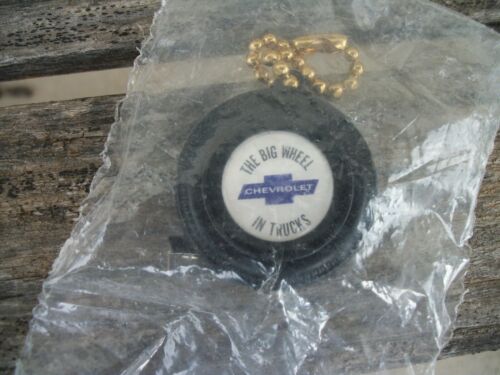 THE BIG WHEEL
CHEVROLET
IN TRUCKS